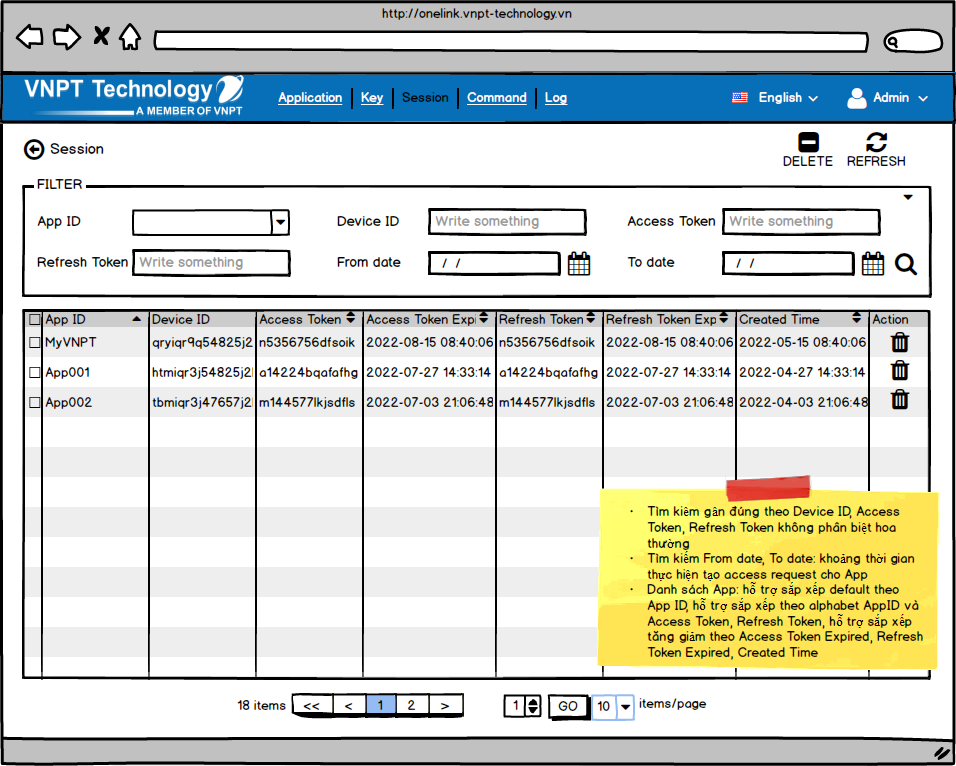 http://onelink.vnpt-technology.vn
VNPT Technology
A MEMBER OF VNPT
Application Key Session Command Log English Admin
Session
DELETE REFRESH
FILTER
App ID Device ID Write something Access Token Write something
Refresh Token Write something From date / / To date / /
App ID Device ID Access Token Access Token Expi Refresh Token Refresh Token Exp Created Time Action
MyVNPT qryiqr9q54825j2 n5356756dfsoik 2022-08-15 08:40:06 n5356756dfsoik 2022-08-15 08:40:06 2022-05-15 08:40:06
App001 htmiqr3j54825j2 a14224bqafafhg 2022-07-27 14:33:14 a14224bqafafhg 2022-07-27 14:33:14 2022-04-27 14:33:14
App002 tbmiqr3j47657j2 m144577lkjsdfls 2022-07-03 21:06:48 m144577lkjsdfls 2022-07-03 21:06:48 2022-04-03 21:06:48
· Tìm kiếm gần đúng theo Device ID, Access
Token, Refresh Token không phân biệt hoa
thường
· Tìm kiếm From date, To date: khoảng thời gian
thực hiện tạo access request cho App
· Danh sách App: hỗ trợ sắp xếp default theo
App ID, hỗ trợ sắp xếp theo alphabet AppID và
Access Token, Refresh Token, hỗ trợ sắp xếp
tăng giảm theo Access Token Expired, Refresh
Token Expired, Created Time
18 items << < 1 2 > 1 GO 10 items/page